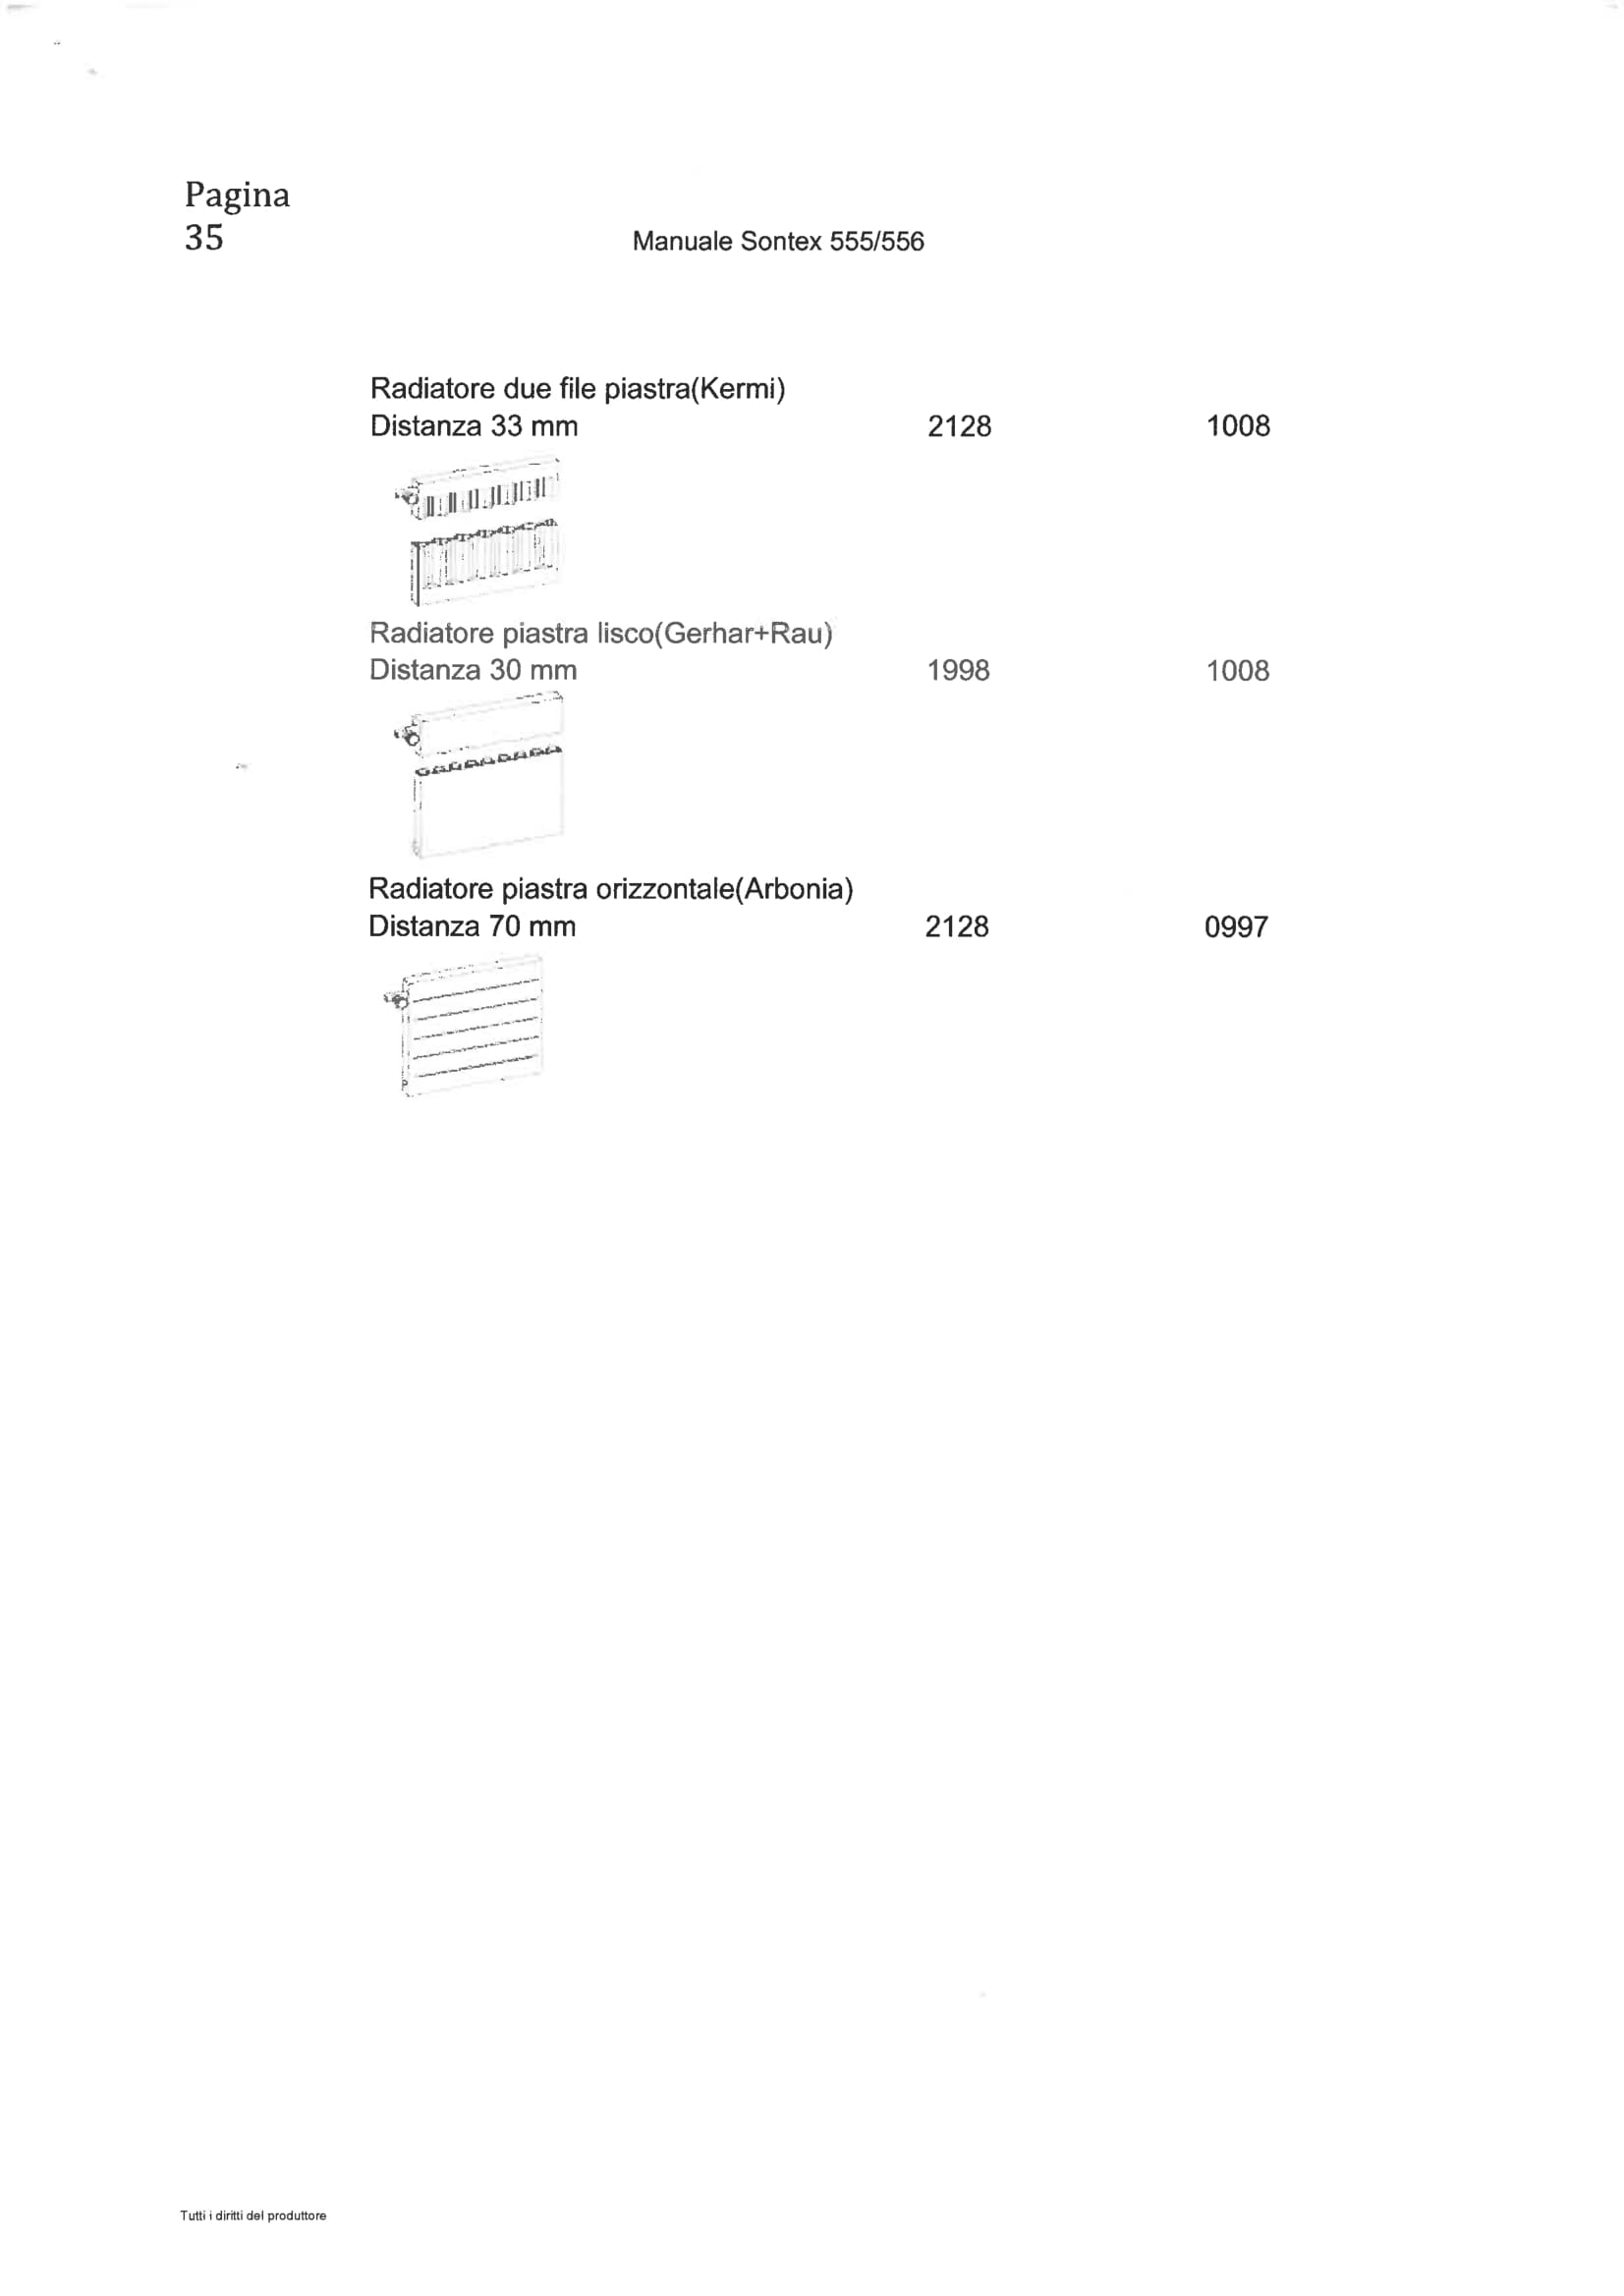 Pagina
35
Manuale Sontex 555/556
Radiatore due file piastra(Kermi)
Distanza 33 mm 2128 1008
Radiatore piastra lisco(Gerhar+Rau)
Distanza 30 mm 1998 1008
Radiatore piastra orizzontale(Arbonia)
Distanza 70 mm 2128 0997
Tutti i diritti del produttore